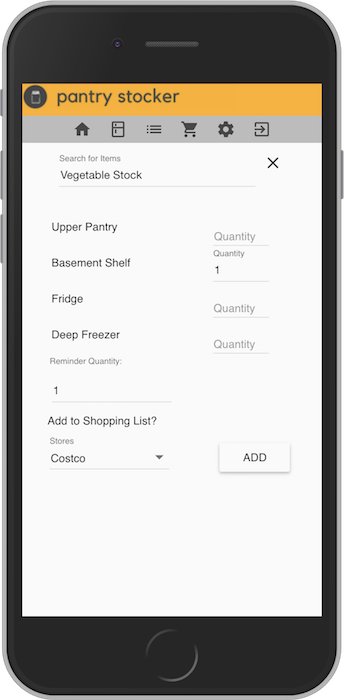 pantry stocker
Search for Items
Vegetable Stock
Upper Pantry
Quantity
Basement Shelf
Quantity
1
Fridge
Quantity
Deep Freezer
Quantity
Reminder Quantity:
1
Add to Shopping List?
Stores
Costco
ADD